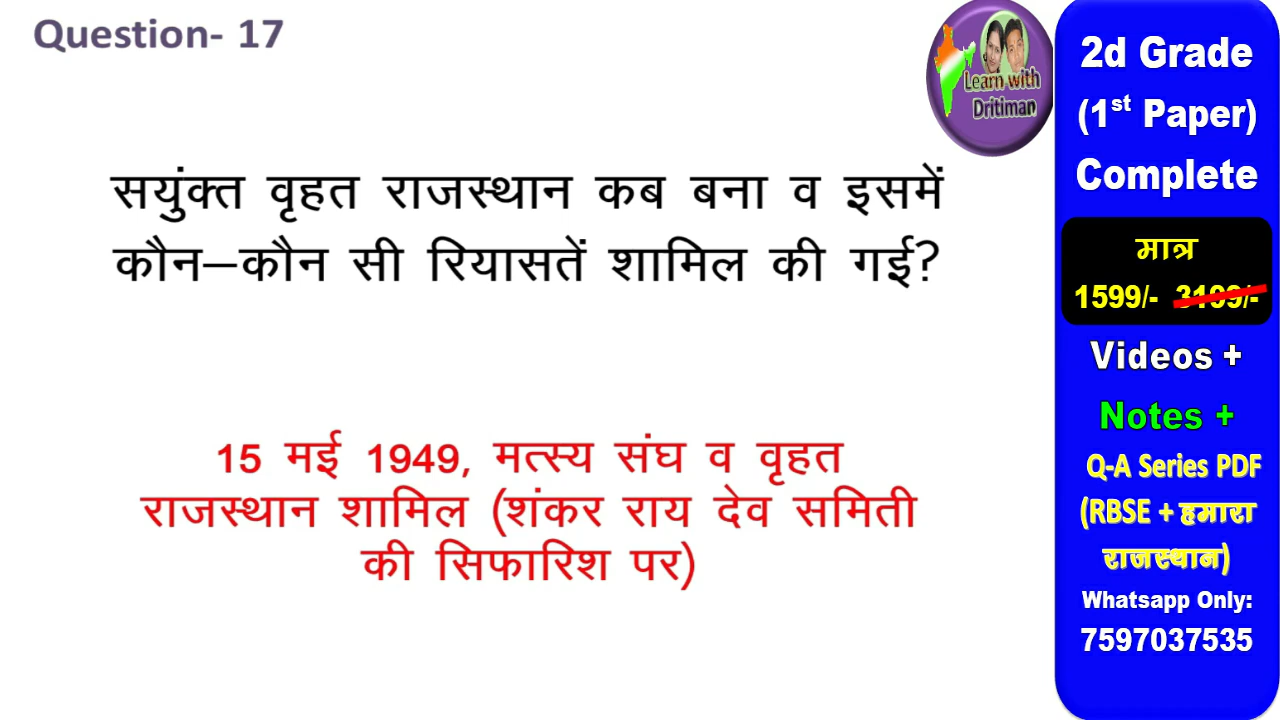 Question- 17
Learn with
Dritiman
सयुंक्त वृहत राजस्थान कब बना व इसमें
कौन–कौन सी रियासतें शामिल की गई?
15 मई 1949, मत्स्य संघ व वृहत
राजस्थान शामिल (शंकर राय देव समिती
की सिफारिश पर)
2d Grade
(1st Paper)
Complete
मात्र
1599/- 3199/-
Videos +
Notes +
Q-A Series PDF
(RBSE + हमारा
राजस्थान)
Whatsapp Only:
7597037535